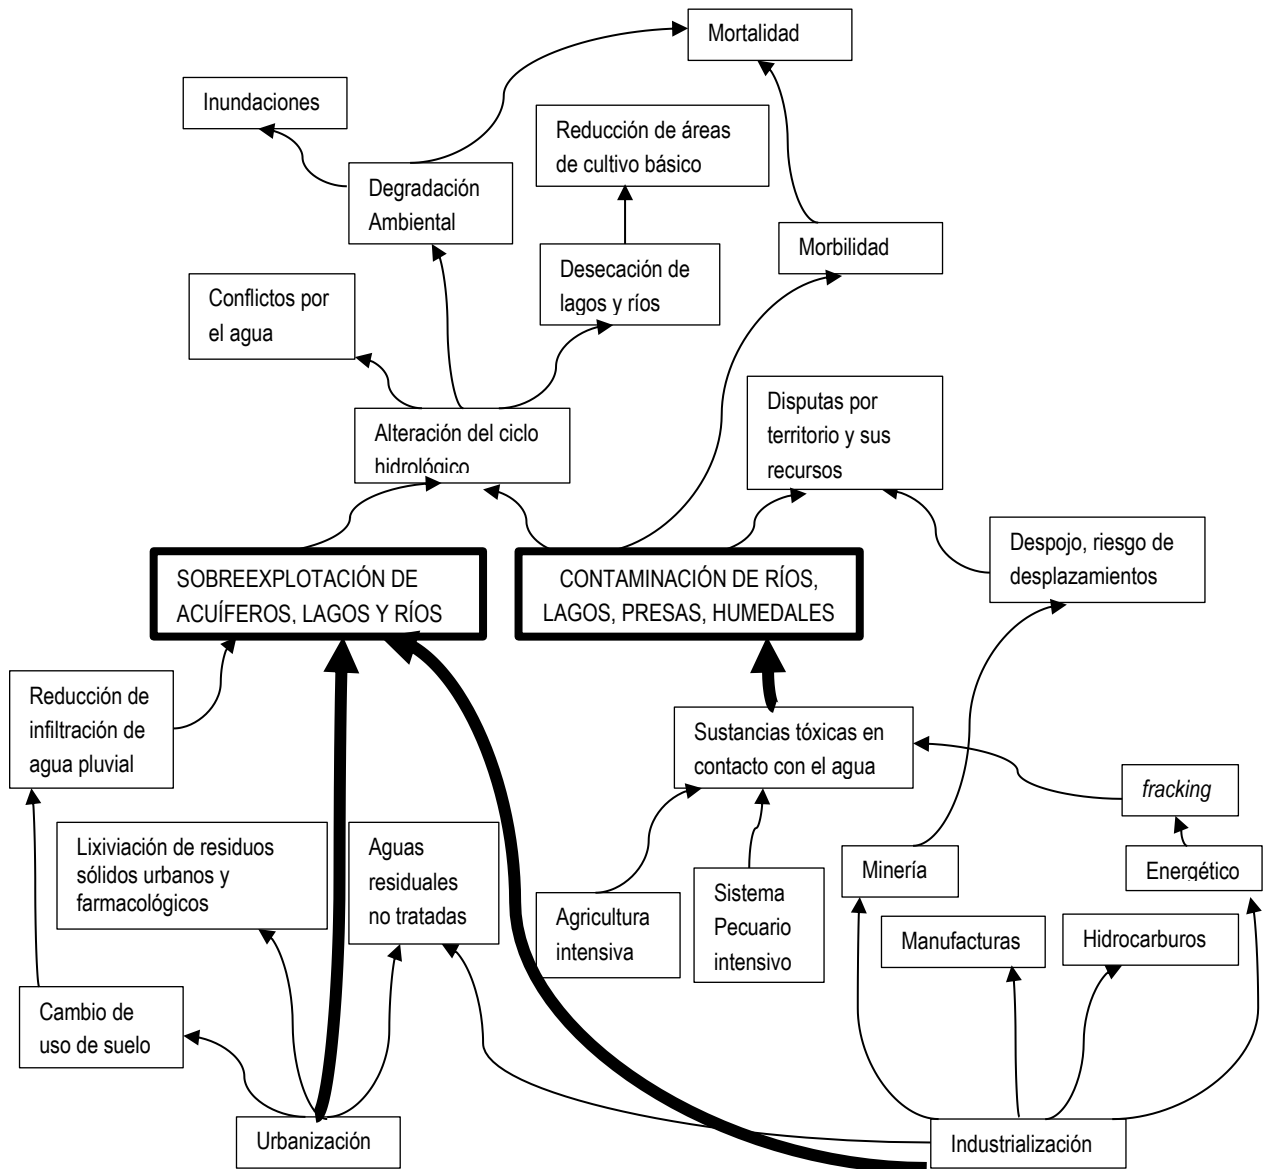 Mortalidad
Inundaciones
Reducción de áreas
de cultivo básico
Degradación
Ambiental
Morbilidad
Desecación de
lagos y ríos
Conflictos por
el agua
Disputas por
territorio y sus
recursos
Alteración del ciclo
hidrológico
Despojo, riesgo de
desplazamientos
SOBREEXPLOTACIÓN DE
ACUÍFEROS, LAGOS Y RÍOS
CONTAMINACIÓN DE RÍOS,
LAGOS, PRESAS, HUMEDALES
Reducción de
infiltración de
agua pluvial
Sustancias tóxicas en
contacto con el agua
fracking
Lixiviación de residuos
sólidos urbanos y
farmacológicos
Aguas
residuales
no tratadas
Minería
Energético
Agricultura
intensiva
Sistema
Pecuario
intensivo
Manufacturas
Hidrocarburos
Cambio de
uso de suelo
Urbanización
Industrialización